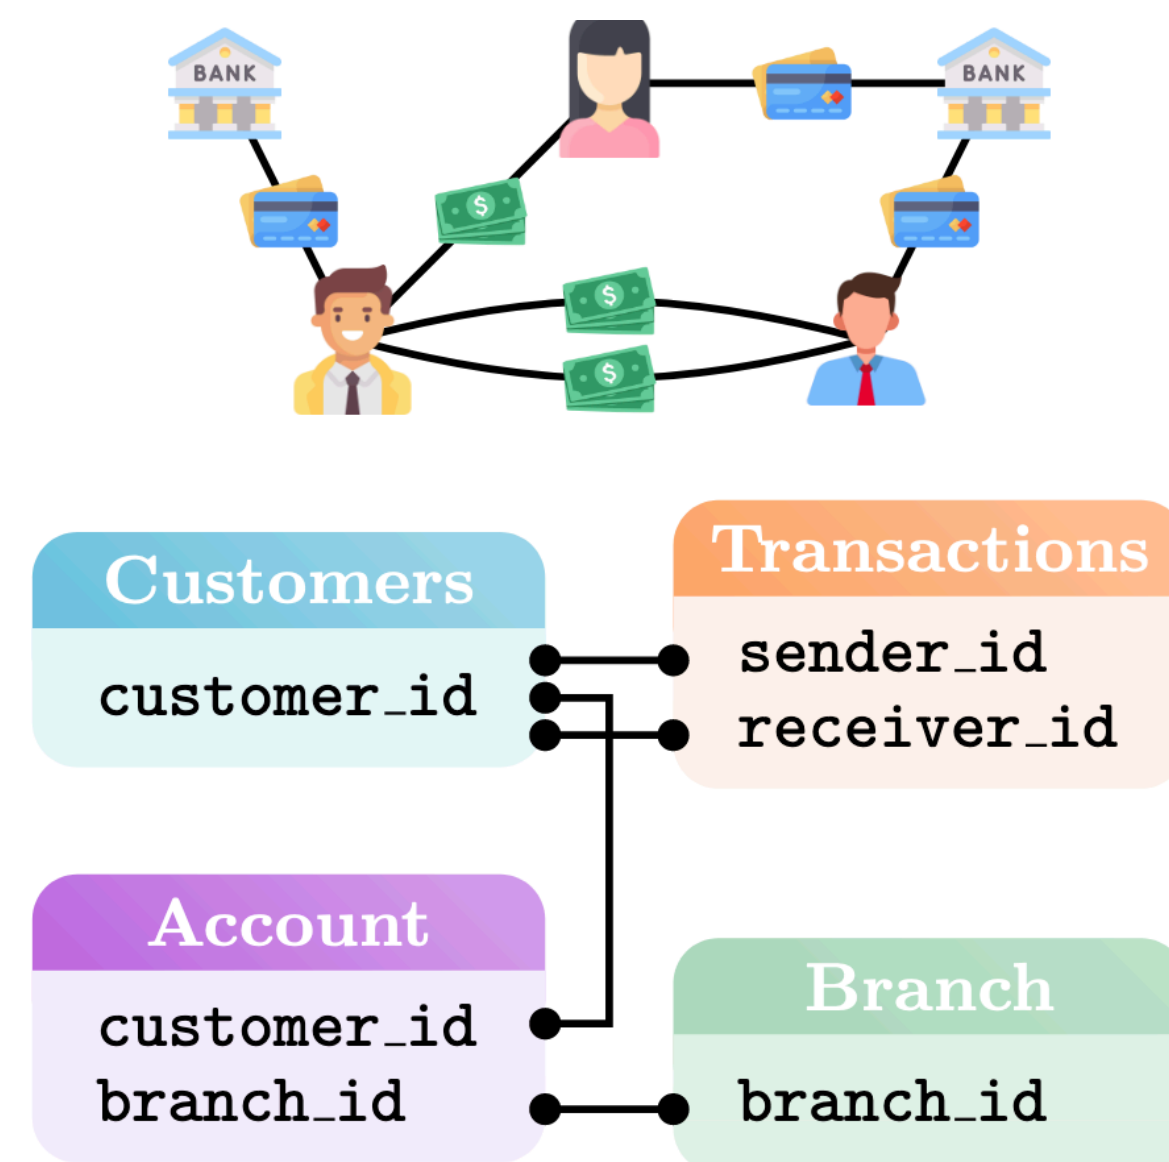 BANK
BANK
$
$
$
Customers
customer_id
Transactions
sender_id
receiver_id
Account
customer_id
branch_id
Branch
branch_id